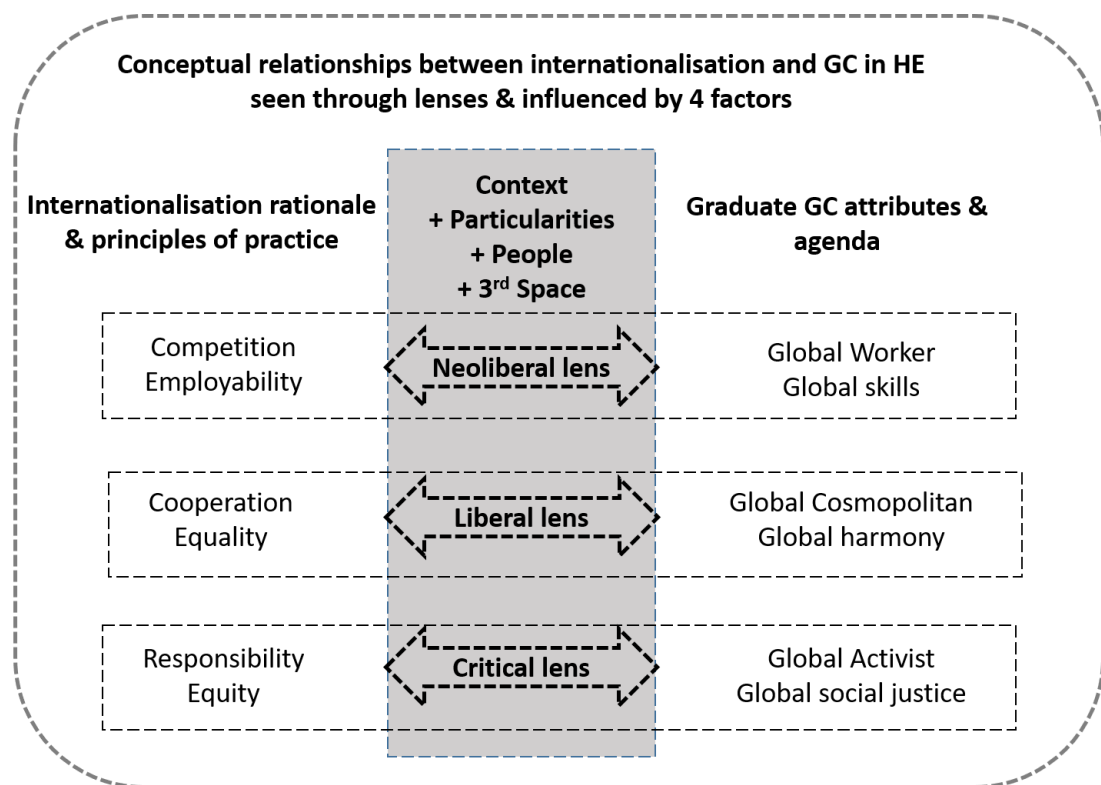 Conceptual relationships between internationalisation and GC in HE
seen through lenses & influenced by 4 factors
Internationalisation rationale
& principles of practice
Context
+ Particularities
+ People
+ 3rd Space
Graduate GC attributes &
agenda
Competition
Employability
Neoliberal lens
Global Worker
Global skills
Cooperation
Equality
Liberal lens
Global Cosmopolitan
Global harmony
Responsibility
Equity
Critical lens
Global Activist
Global social justice